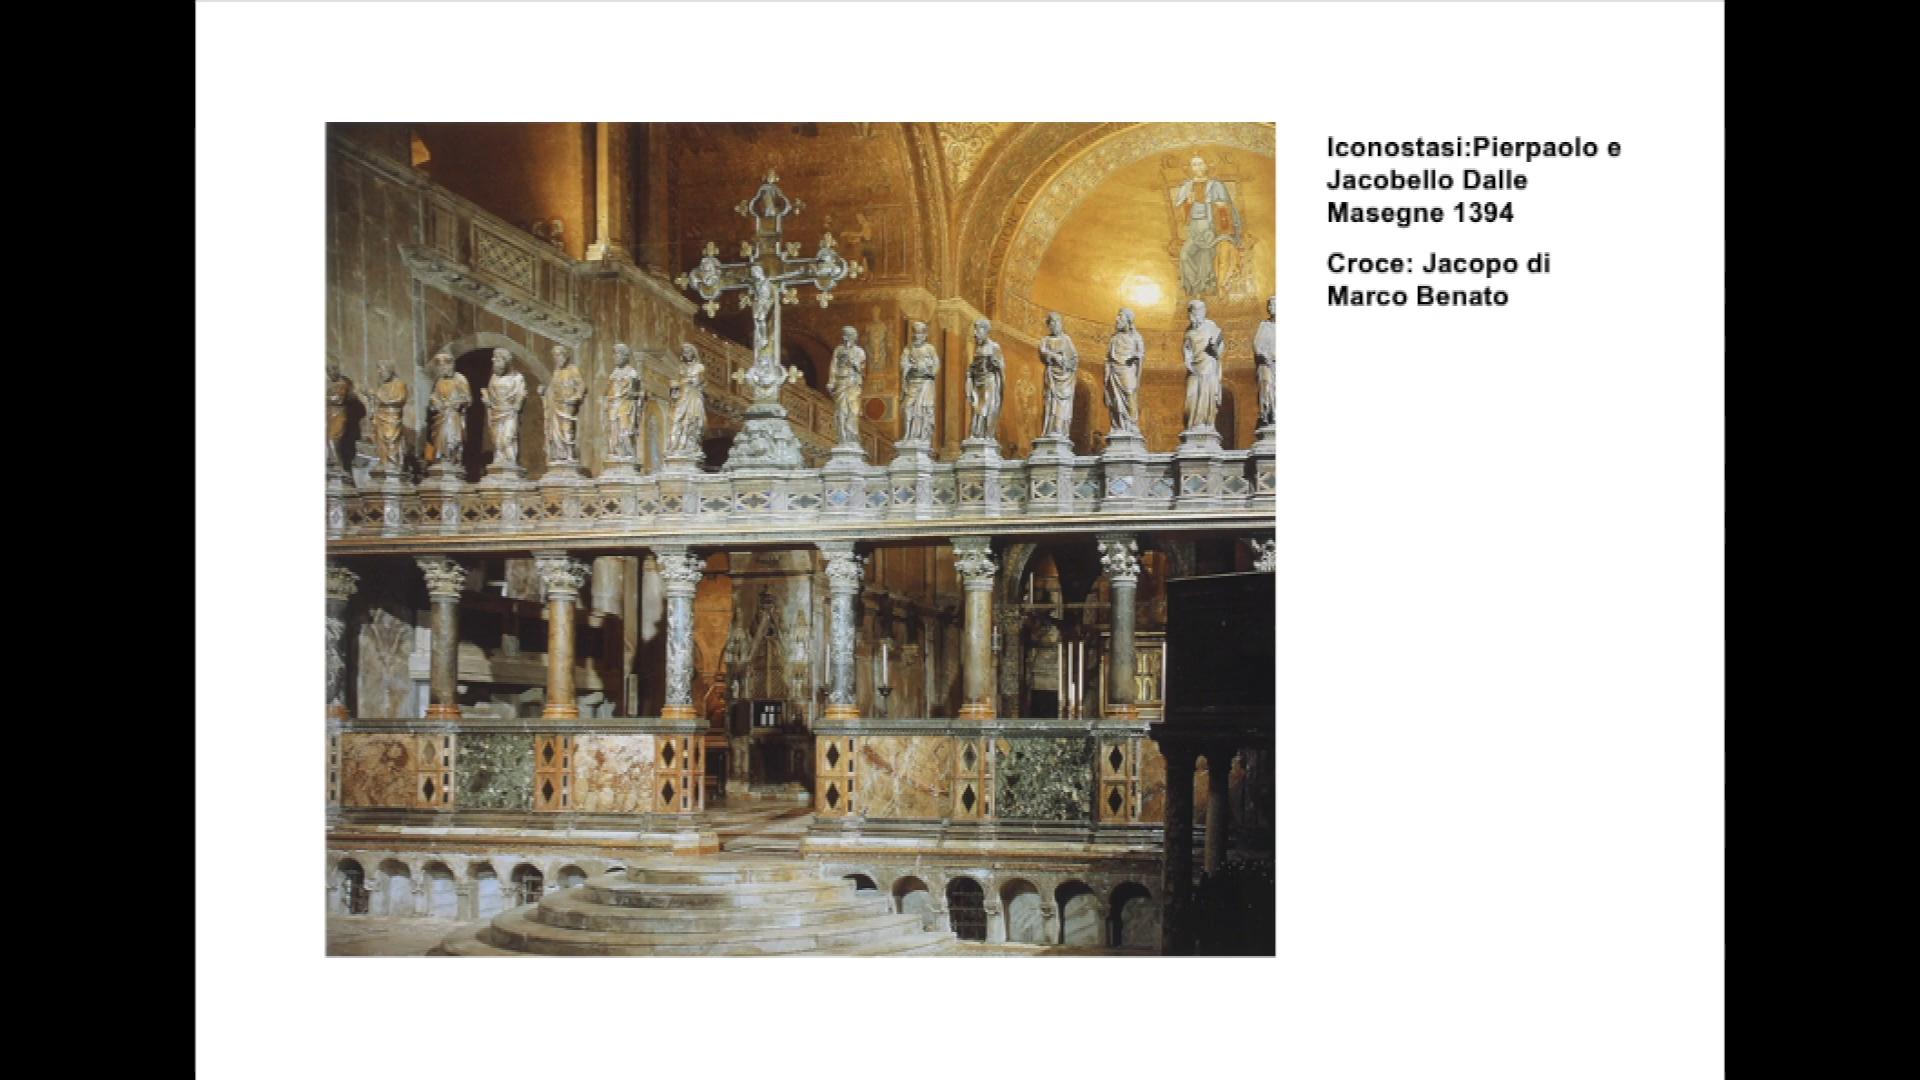 Iconostasi:Pierpaolo e
Jacobello Dalle
Masegne 1394
Croce: Jacopo di
Marco Benato